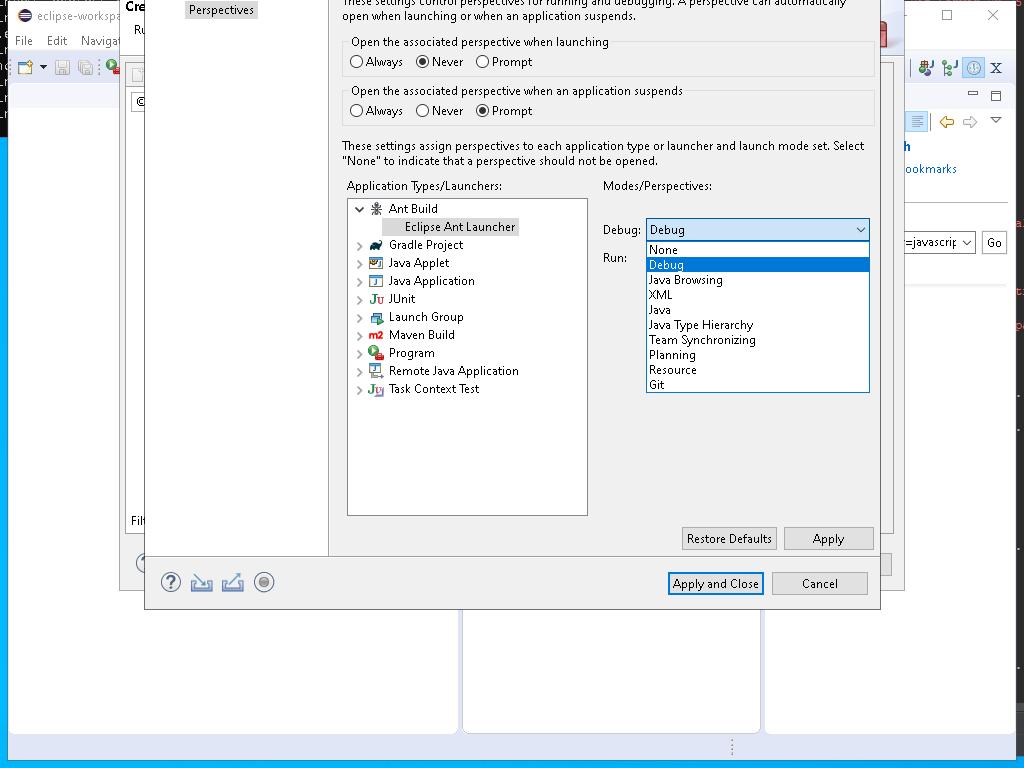 eclipse-workspa
Cre
Perspectives
These settings control perspectives for running and debugging. A perspective can automatically
open when launching or when an application suspends.
File Edit Navigat
Ru
Open the associated perspective when launching
Always Never Prompt
Open the associated perspective when an application suspends
Always Never Prompt
These settings assign perspectives to each application type or launcher and launch mode set. Select
"None" to indicate that a perspective should not be opened.
ookmarks
Application Types/Launchers:
Modes/Perspectives:
Ant Build
Eclipse Ant Launcher
Gradle Project
Java Applet
Java Application
JUnit
Launch Group
Maven Build
Program
Remote Java Application
Task Context Test
Debug: Debug
Run:
None
Debug
Java Browsing
XML
Java
Java Type Hierarchy
Team Synchronizing
Planning
Resource
Git
=javascrip Go
Filt
Restore Defaults Apply
Apply and Close Cancel